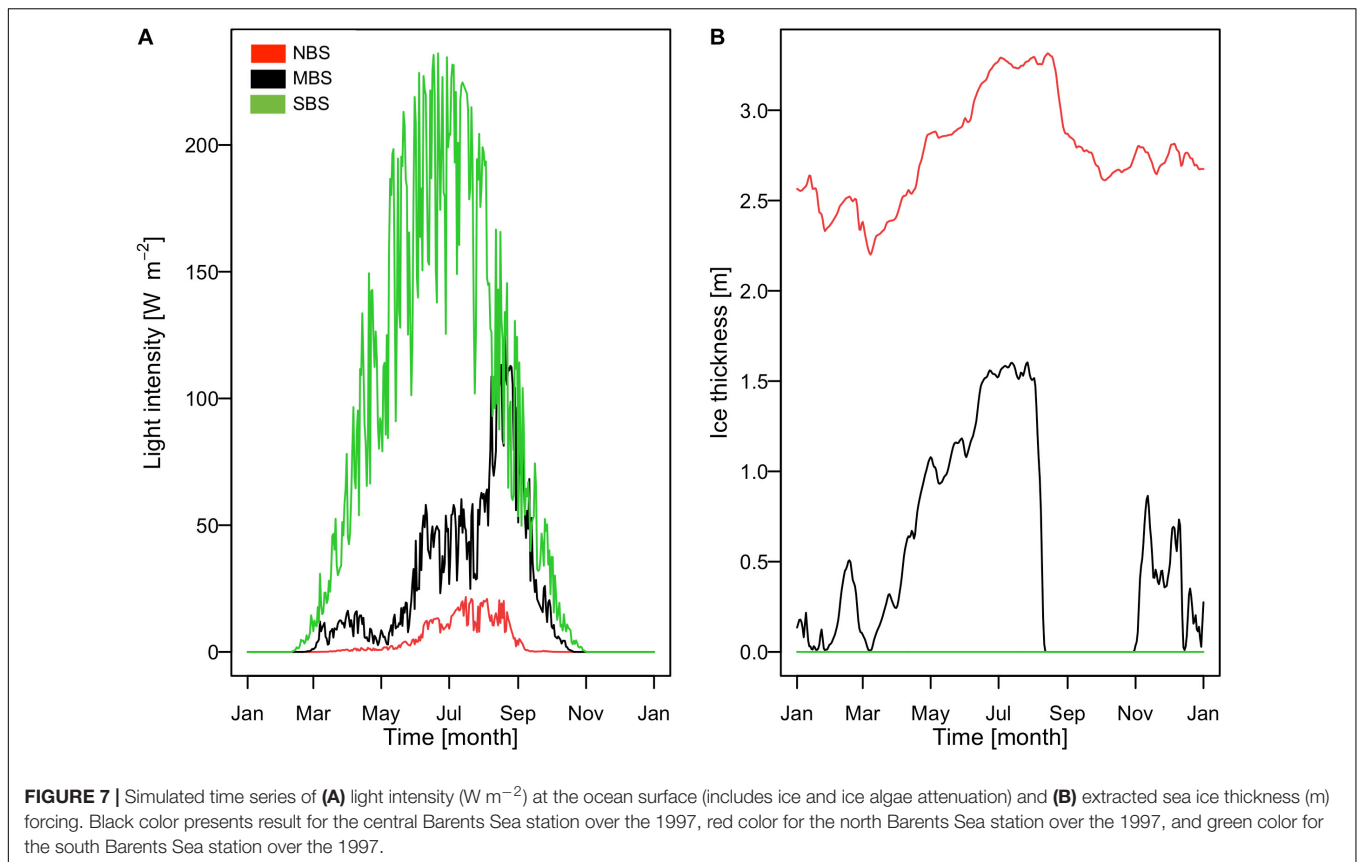 A
NBS
MBS
SBS
Light intensity [W m−2]
200
150
100
50
0
Jan Mar May Jul Sep Nov Jan
Time [month]
B
Ice thickness [m]
3.0
2.5
2.0
1.5
1.0
0.5
0.0
Jan Mar May Jul Sep Nov Jan
Time [month]
FIGURE 7 | Simulated time series of (A) light intensity (W m−2) at the ocean surface (includes ice and ice algae attenuation) and (B) extracted sea ice thickness (m)
forcing. Black color presents result for the central Barents Sea station over the 1997, red color for the north Barents Sea station over the 1997, and green color for
the south Barents Sea station over the 1997.